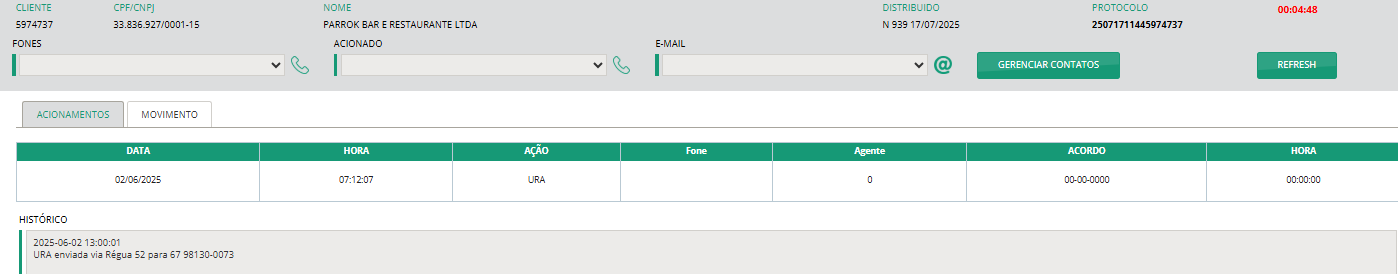 CLIENTE CPF/CNPJ NOME DISTRIBUIDO PROTOCOLO 00:04:48
5974737 33.836.927/0001-15 PARROK BAR E RESTAURANTE LTDA N 939 17/07/2025 25071711445974737
FONES ACIONADO E-MAIL
@ GERENCIAR CONTATOS REFRESH
ACIONAMENTOS MOVIMENTO
DATA HORA AÇÃO Fone Agente ACORDO HORA
02/06/2025 07:12:07 URA 0 00-00-0000 00:00:00
HISTÓRICO
2025-06-02 13:00:01
URA enviada via Régua 52 para 67 98130-0073